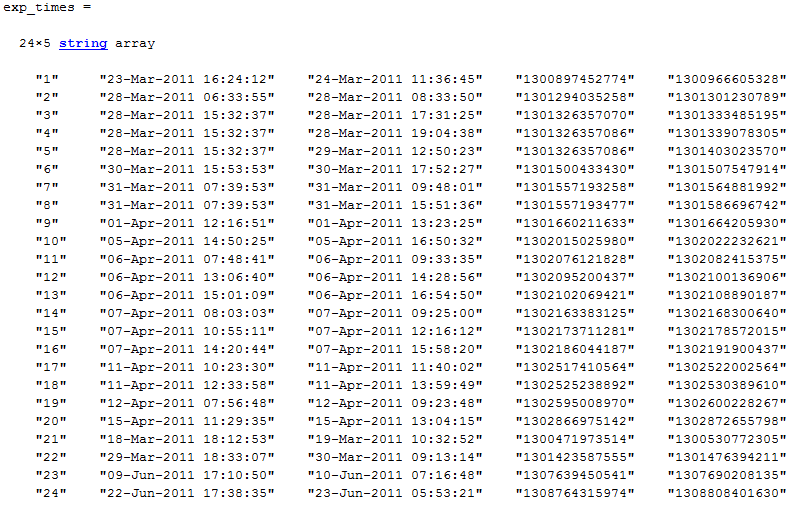 exp_times =
24×5 string array
"1" "23-Mar-2011 16:24:12" "24-Mar-2011 11:36:45" "1300897452774" "1300966605328"
"2" "28-Mar-2011 06:33:55" "28-Mar-2011 08:33:50" "1301294035258" "1301301230789"
"3" "28-Mar-2011 15:32:37" "28-Mar-2011 17:31:25" "1301326357070" "1301333485195"
"4" "28-Mar-2011 15:32:37" "28-Mar-2011 19:04:38" "1301326357086" "1301339078305"
"5" "28-Mar-2011 15:32:37" "29-Mar-2011 12:50:23" "1301326357086" "1301403023570"
"6" "30-Mar-2011 15:53:53" "30-Mar-2011 17:52:27" "1301500433430" "1301507547914"
"7" "31-Mar-2011 07:39:53" "31-Mar-2011 09:48:01" "1301557193258" "1301564881992"
"8" "31-Mar-2011 07:39:53" "31-Mar-2011 15:51:36" "1301557193477" "1301586696742"
"9" "01-Apr-2011 12:16:51" "01-Apr-2011 13:23:25" "1301660211633" "1301664205930"
"10" "05-Apr-2011 14:50:25" "05-Apr-2011 16:50:32" "1302015025980" "1302022232621"
"11" "06-Apr-2011 07:48:41" "06-Apr-2011 09:33:35" "1302076121828" "1302082415375"
"12" "06-Apr-2011 13:06:40" "06-Apr-2011 14:28:56" "1302095200437" "1302100136906"
"13" "06-Apr-2011 15:01:09" "06-Apr-2011 16:54:50" "1302102069421" "1302108890187"
"14" "07-Apr-2011 08:03:03" "07-Apr-2011 09:25:00" "1302163383125" "1302168300640"
"15" "07-Apr-2011 10:55:11" "07-Apr-2011 12:16:12" "1302173711281" "1302178572015"
"16" "07-Apr-2011 14:20:44" "07-Apr-2011 15:58:20" "1302186044187" "1302191900437"
"17" "11-Apr-2011 10:23:30" "11-Apr-2011 11:40:02" "1302517410564" "1302522002564"
"18" "11-Apr-2011 12:33:58" "11-Apr-2011 13:59:49" "1302525238892" "1302530389610"
"19" "12-Apr-2011 07:56:48" "12-Apr-2011 09:23:48" "1302595008970" "1302600228267"
"20" "15-Apr-2011 11:29:35" "15-Apr-2011 13:04:15" "1302866975142" "1302872655798"
"21" "18-Mar-2011 18:12:53" "19-Mar-2011 10:32:52" "1300471973514" "1300530772305"
"22" "29-Mar-2011 18:33:07" "30-Mar-2011 09:13:14" "1301423587555" "1301476394211"
"23" "09-Jun-2011 17:10:50" "10-Jun-2011 07:16:48" "1307639450541" "1307690208135"
"24" "22-Jun-2011 17:38:35" "23-Jun-2011 05:53:21" "1308764315974" "1308808401630"